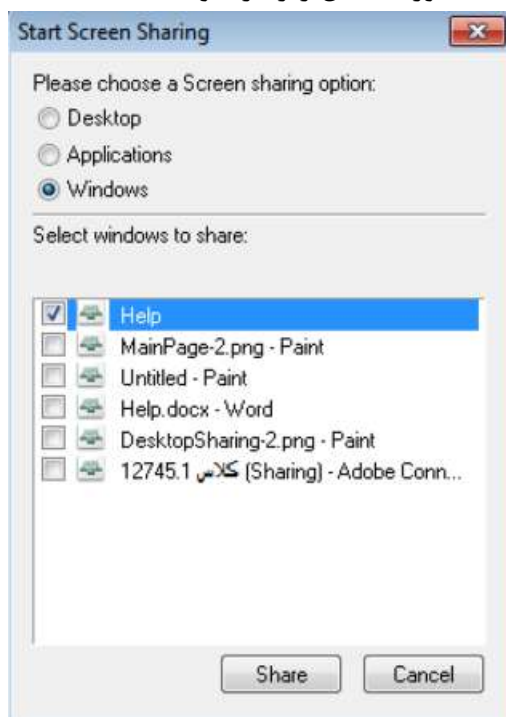 Start Screen Sharing
Please choose a Screen sharing option:
Desktop
Applications
Windows
Select windows to share:
Help
MainPage-2.png - Paint
Untitled - Paint
Help.docx - Word
DesktopSharing-2.png - Paint
12745.1 کلاس (Sharing) - Adobe Conn...
Share
Cancel